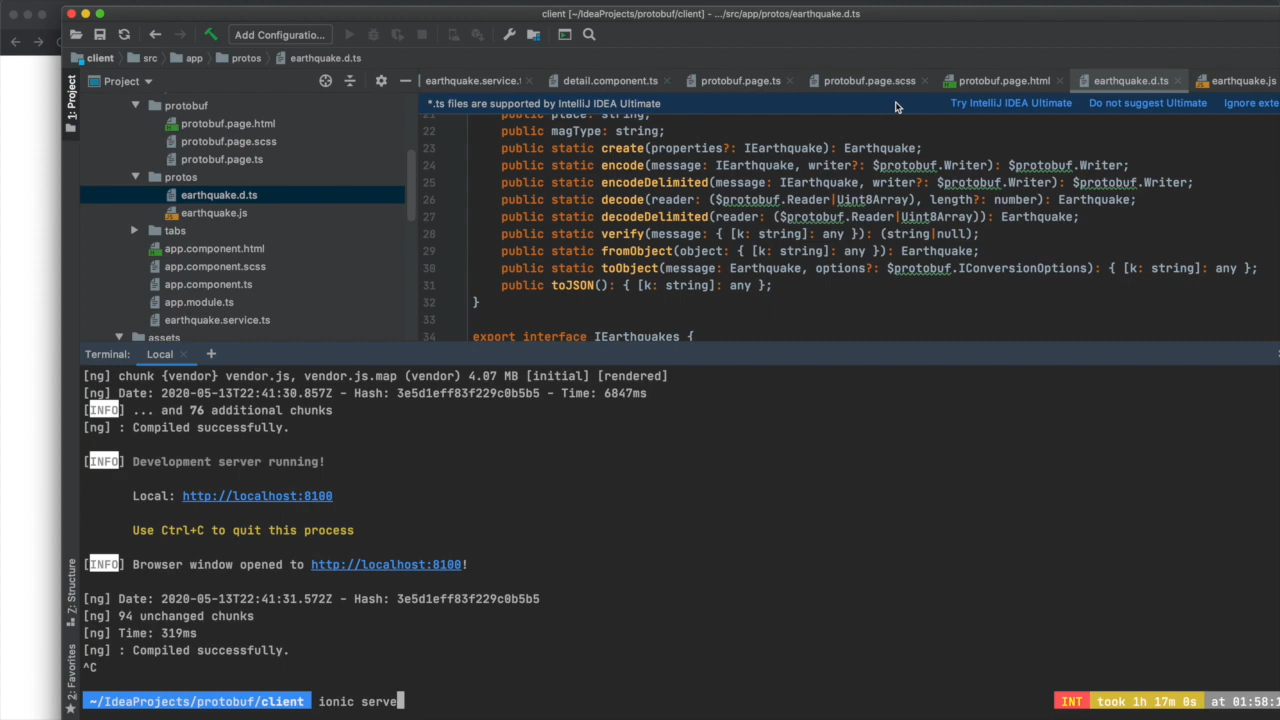 client [~/IdeaProjects/protobuf/client] - .../src/app/protos/earthquake.d.ts
Add Configuratio...
client src app protos earthquake.d.ts
1: Project
Project
earthquake.service.t detail.component.ts protobuf.page.ts protobuf.page.scss protobuf.page.html earthquake.d.ts earthquake.js
*.ts files are supported by IntelliJ IDEA Ultimate Try IntelliJ IDEA Ultimate Do not suggest Ultimate Ignore exte
protobuf
protobuf.page.html
protobuf.page.scss
protobuf.page.ts
protos
earthquake.d.ts
earthquake.js
tabs
app.component.html
app.component.scss
app.component.ts
app.module.ts
earthquake.service.ts
assets
21 public place: string;
22 public magType: string;
23 public static create(properties?: IEarthquake): Earthquake;
24 public static encode(message: IEarthquake, writer?: $protobuf.Writer): $protobuf.Writer;
25 public static encodeDelimited(message: IEarthquake, writer?: $protobuf.Writer): $protobuf.Writer;
26 public static decode(reader: ($protobuf.Reader|Uint8Array), length?: number): Earthquake;
27 public static decodeDelimited(reader: ($protobuf.Reader|Uint8Array)): Earthquake;
28 public static verify(message: { [k: string]: any }): (string|null);
29 public static fromObject(object: { [k: string]: any }): Earthquake;
30 public static toObject(message: Earthquake, options?: $protobuf.IConversionOptions): { [k: string]: any };
31 public toJSON(): { [k: string]: any };
32 }
33
34 export interface IEarthquakes {
Terminal: Local +
[ng] chunk {vendor} vendor.js, vendor.js.map (vendor) 4.07 MB [initial] [rendered]
[ng] Date: 2020-05-13T22:41:30.857Z - Hash: 3e5d1eff83f229c0b5b5 - Time: 6847ms
[INFO] ... and 76 additional chunks
[ng] : Compiled successfully.
[INFO] Development server running!
Local: http://localhost:8100
Use Ctrl+C to quit this process
[INFO] Browser window opened to http://localhost:8100!
[ng] Date: 2020-05-13T22:41:31.572Z - Hash: 3e5d1eff83f229c0b5b5
[ng] 94 unchanged chunks
[ng] Time: 319ms
[ng] : Compiled successfully.
^C
~/IdeaProjects/protobuf/client ionic serve
INT took 1h 17m 0s at 01:58:1
Z: Structure
2: Favorites